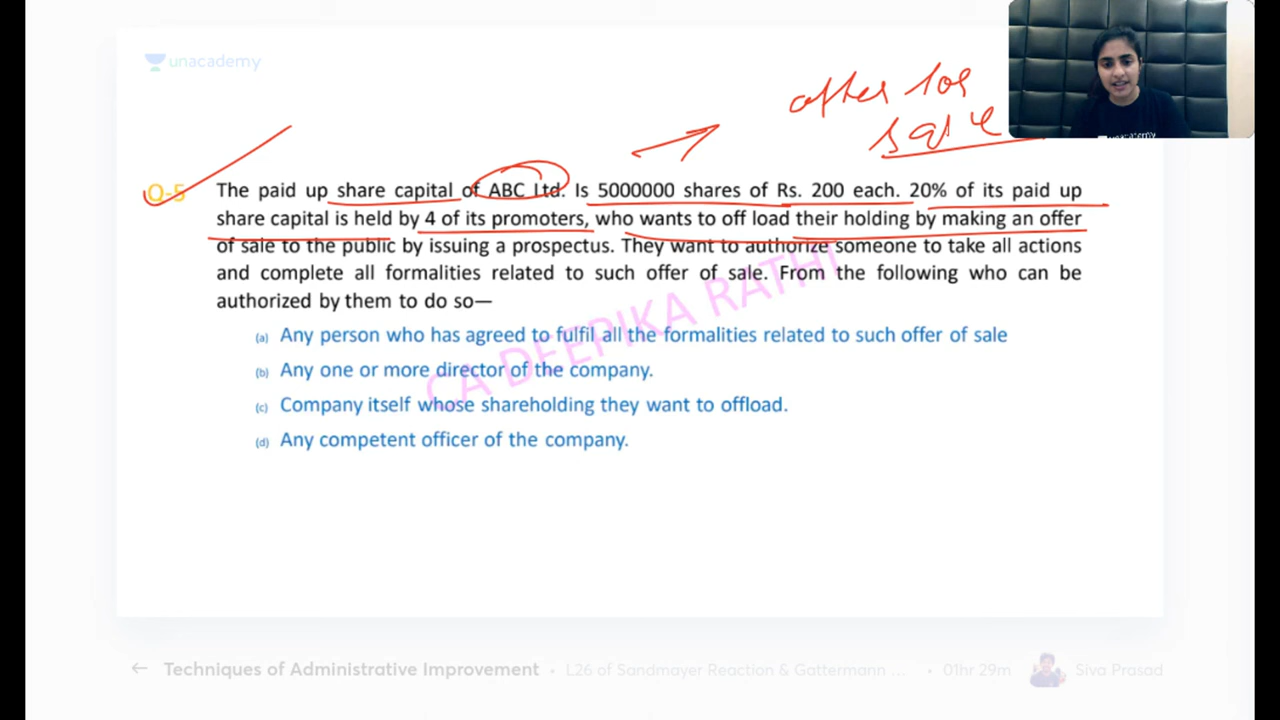 unacademy
offer for
sale
unacademy
Q-5 The paid up share capital of ABC Ltd. Is 5000000 shares of Rs. 200 each. 20% of its paid up
share capital is held by 4 of its promoters, who wants to off load their holding by making an offer
of sale to the public by issuing a prospectus. They want to authorize someone to take all actions
and complete all formalities related to such offer of sale. From the following who can be
authorized by them to do so—
(a) Any person who has agreed to fulfil all the formalities related to such offer of sale
(b) Any one or more director of the company.
(c) Company itself whose shareholding they want to offload.
(d) Any competent officer of the company.
CA DEEPIKA RATHI
← Techniques of Administrative Improvement • L26 of Sandmayer Reaction & Gattermann ... • 01hr 29m Siva Prasad